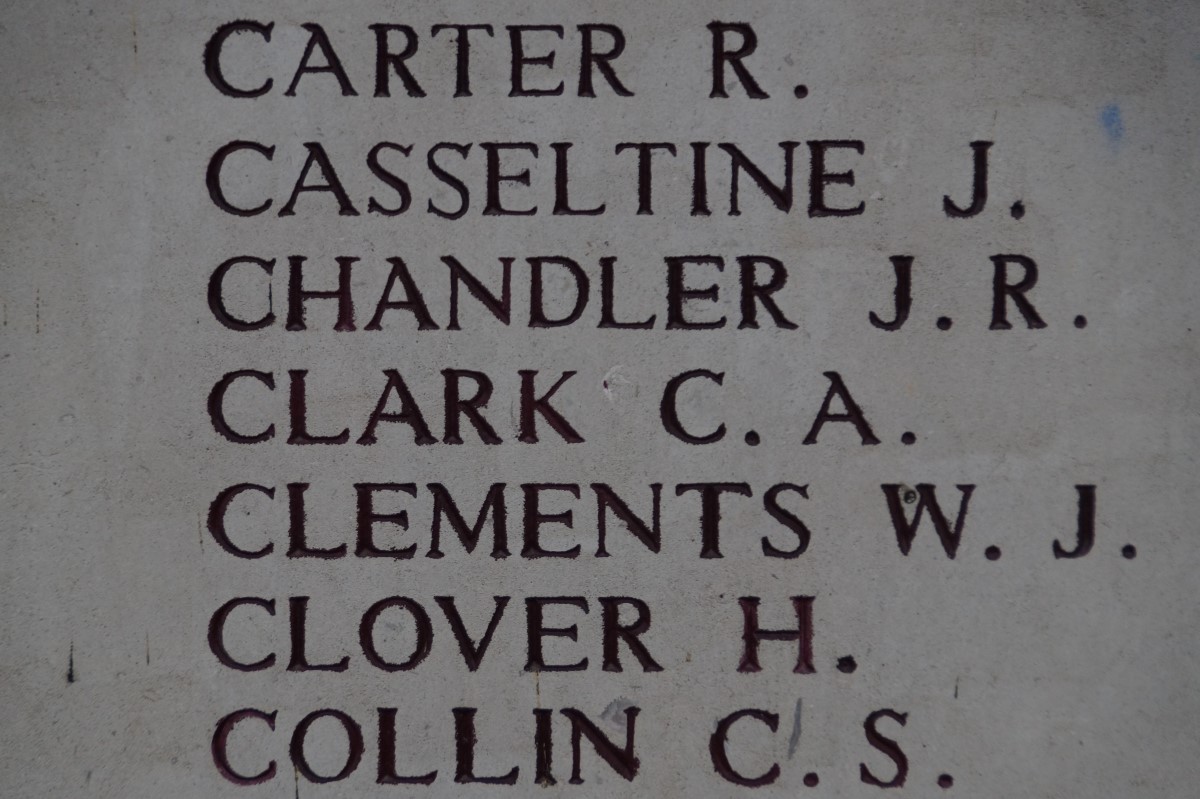 CARTER R.
CASSELTINE J.
CHANDLER J. R.
CLARK C. A.
CLEMENTS W. J.
CLOVER H.
COLLIN C. S.